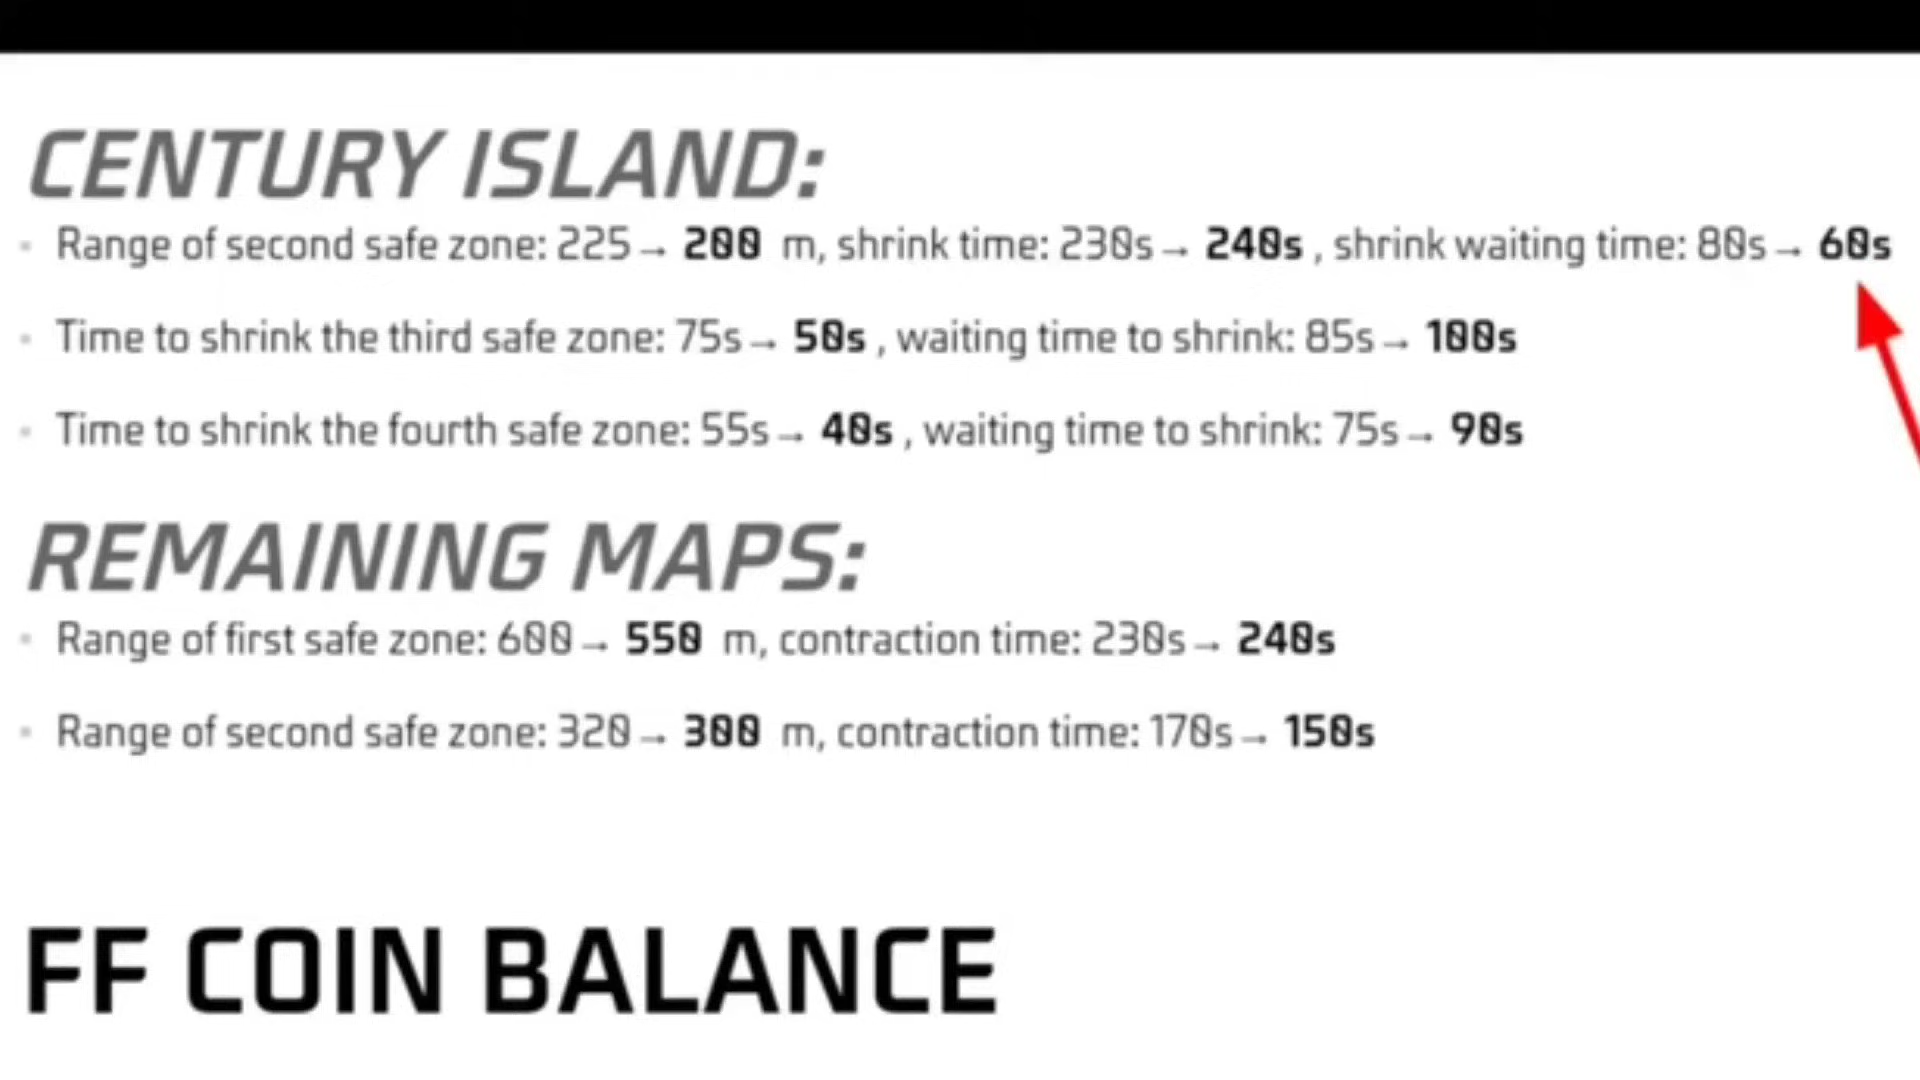 CENTURY ISLAND:
• Range of second safe zone: 225→ 200 m, shrink time: 230s→ 240s , shrink waiting time: 80s→ 60s
• Time to shrink the third safe zone: 75s→ 50s , waiting time to shrink: 85s→ 100s
• Time to shrink the fourth safe zone: 55s→ 40s , waiting time to shrink: 75s→ 90s
REMAINING MAPS:
• Range of first safe zone: 600→ 550 m, contraction time: 230s→ 240s
• Range of second safe zone: 320→ 300 m, contraction time: 170s→ 150s
FF COIN BALANCE